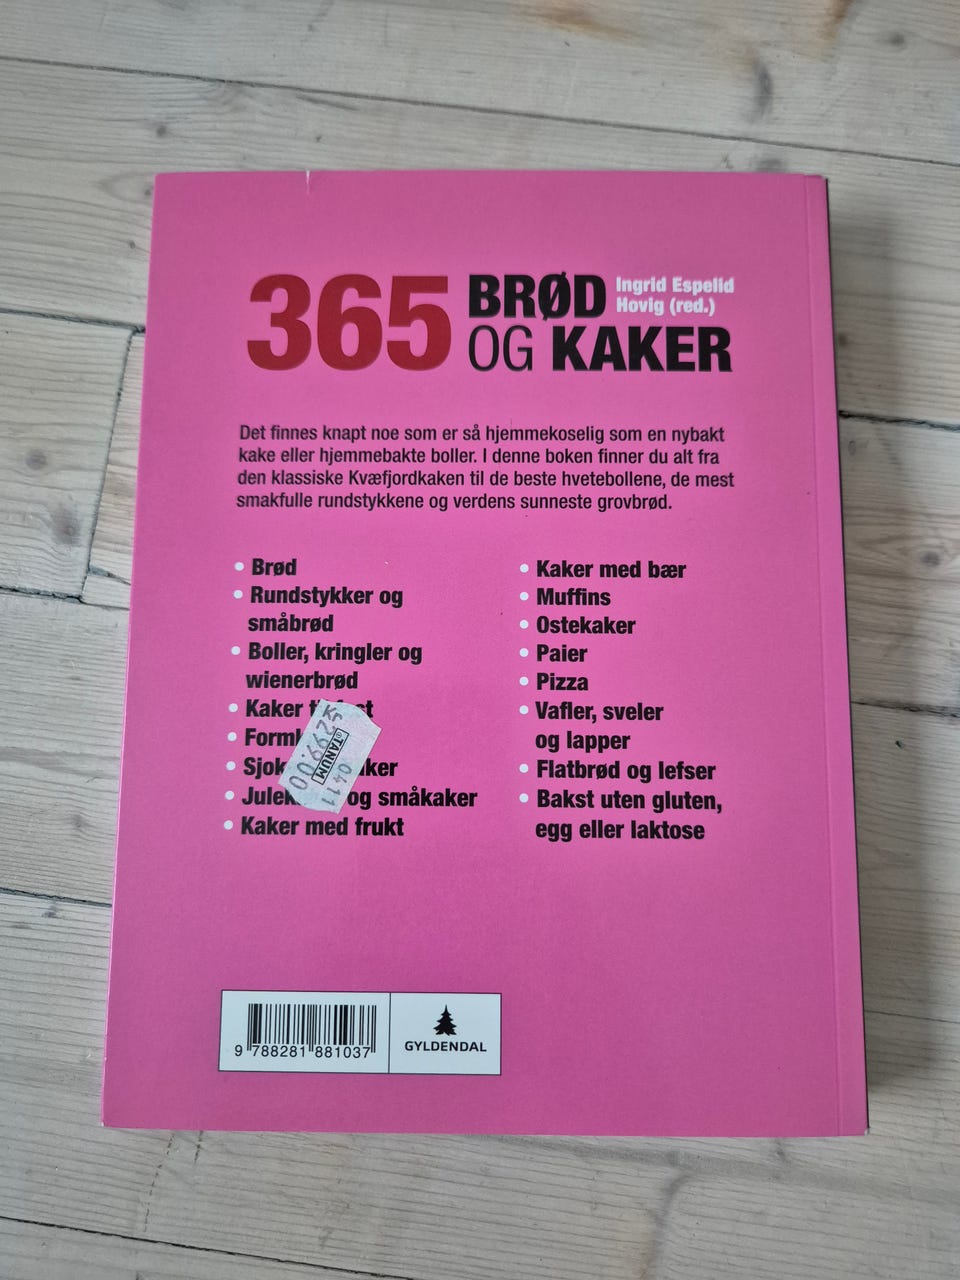 365 BRØD
OG KAKER
Ingrid Espelid
Hovig (red.)
Det finnes knapt noe som er så hjemmekoselig som en nybakt
kake eller hjemmebakte boller. I denne boken finner du alt fra
den klassiske Kvæfjordkaken til de beste hvetebollene, de mest
smakfulle rundstykkene og verdens sunneste grovbrød.
• Brød
• Rundstykker og
småbrød
• Boller, kringler og
wienerbrød
• Kaker
•
•
• og småkaker
• Kaker med frukt
Kr 299.00
TANUM
0411
• Kaker med bær
• Muffins
• Ostekaker
• Paier
• Pizza
• Vafler, sveler
og lapper
• Flatbrød og lefser
• Bakst uten gluten,
egg eller laktose
9 788281 881037
GYLDENDAL